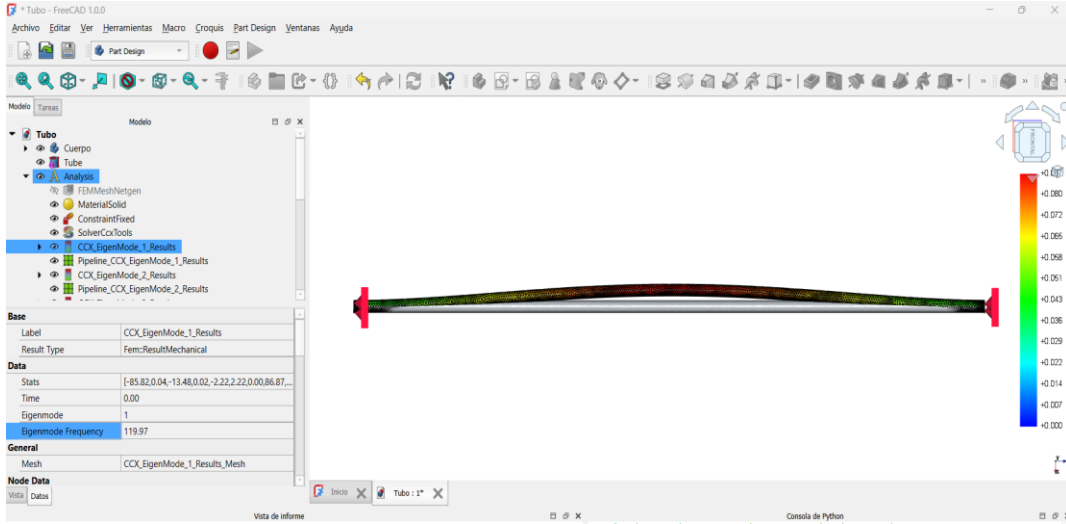 * Tubo - FreeCAD 1.0.0
Archivo Editar Ver Herramientas Macro Croquis Part Design Ventanas Ayuda
Part Design
Modelo Tareas
Modelo
Tubo
Cuerpo
Tube
Analysis
FEMMeshNetgen
MaterialSolid
ConstraintFixed
SolverCcxTools
CCX_EigenMode_1_Results
Pipeline_CCX_EigenMode_1_Results
CCX_EigenMode_2_Results
Pipeline_CCX_EigenMode_2_Results
Base
Label CCX_EigenMode_1_Results
Result Type Fem::ResultMechanical
Data
Stats [-85.82,0.04,-13.48,0.02,-2.22,2.22,0.00,86.87,...
Time 0.00
Eigenmode 1
Eigenmode Frequency 119.97
General
Mesh CCX_EigenMode_1_Results_Mesh
Node Data
Vista Datos
FRONTAL
+0.080
+0.072
+0.065
+0.058
+0.051
+0.043
+0.036
+0.029
+0.022
+0.014
+0.007
+0.000
Inicio Tubo : 1*
Vista de informe Consola de Python